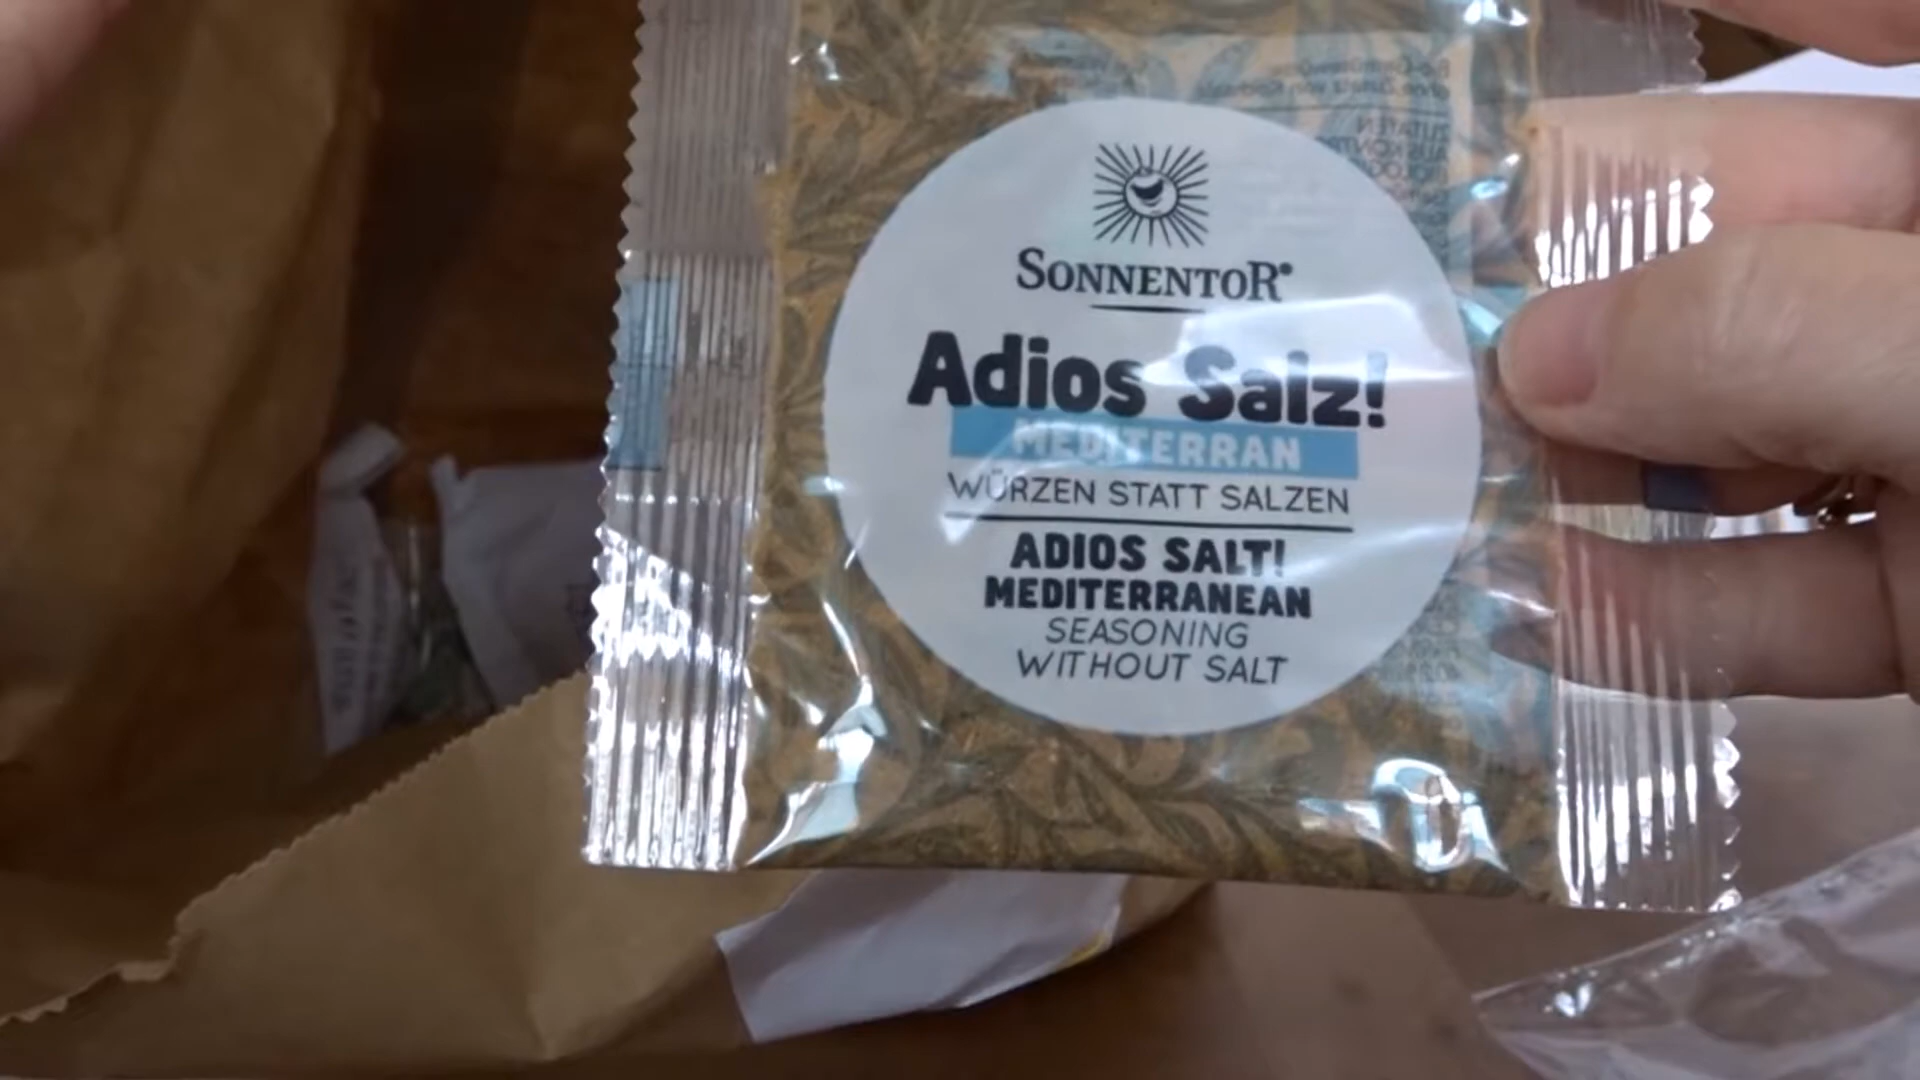 SONNENTOR®
Adios Salz!
MEDITERRAN
WÜRZEN STATT SALZEN
ADIOS SALT!
MEDITERRANEAN
SEASONING
WITHOUT SALT